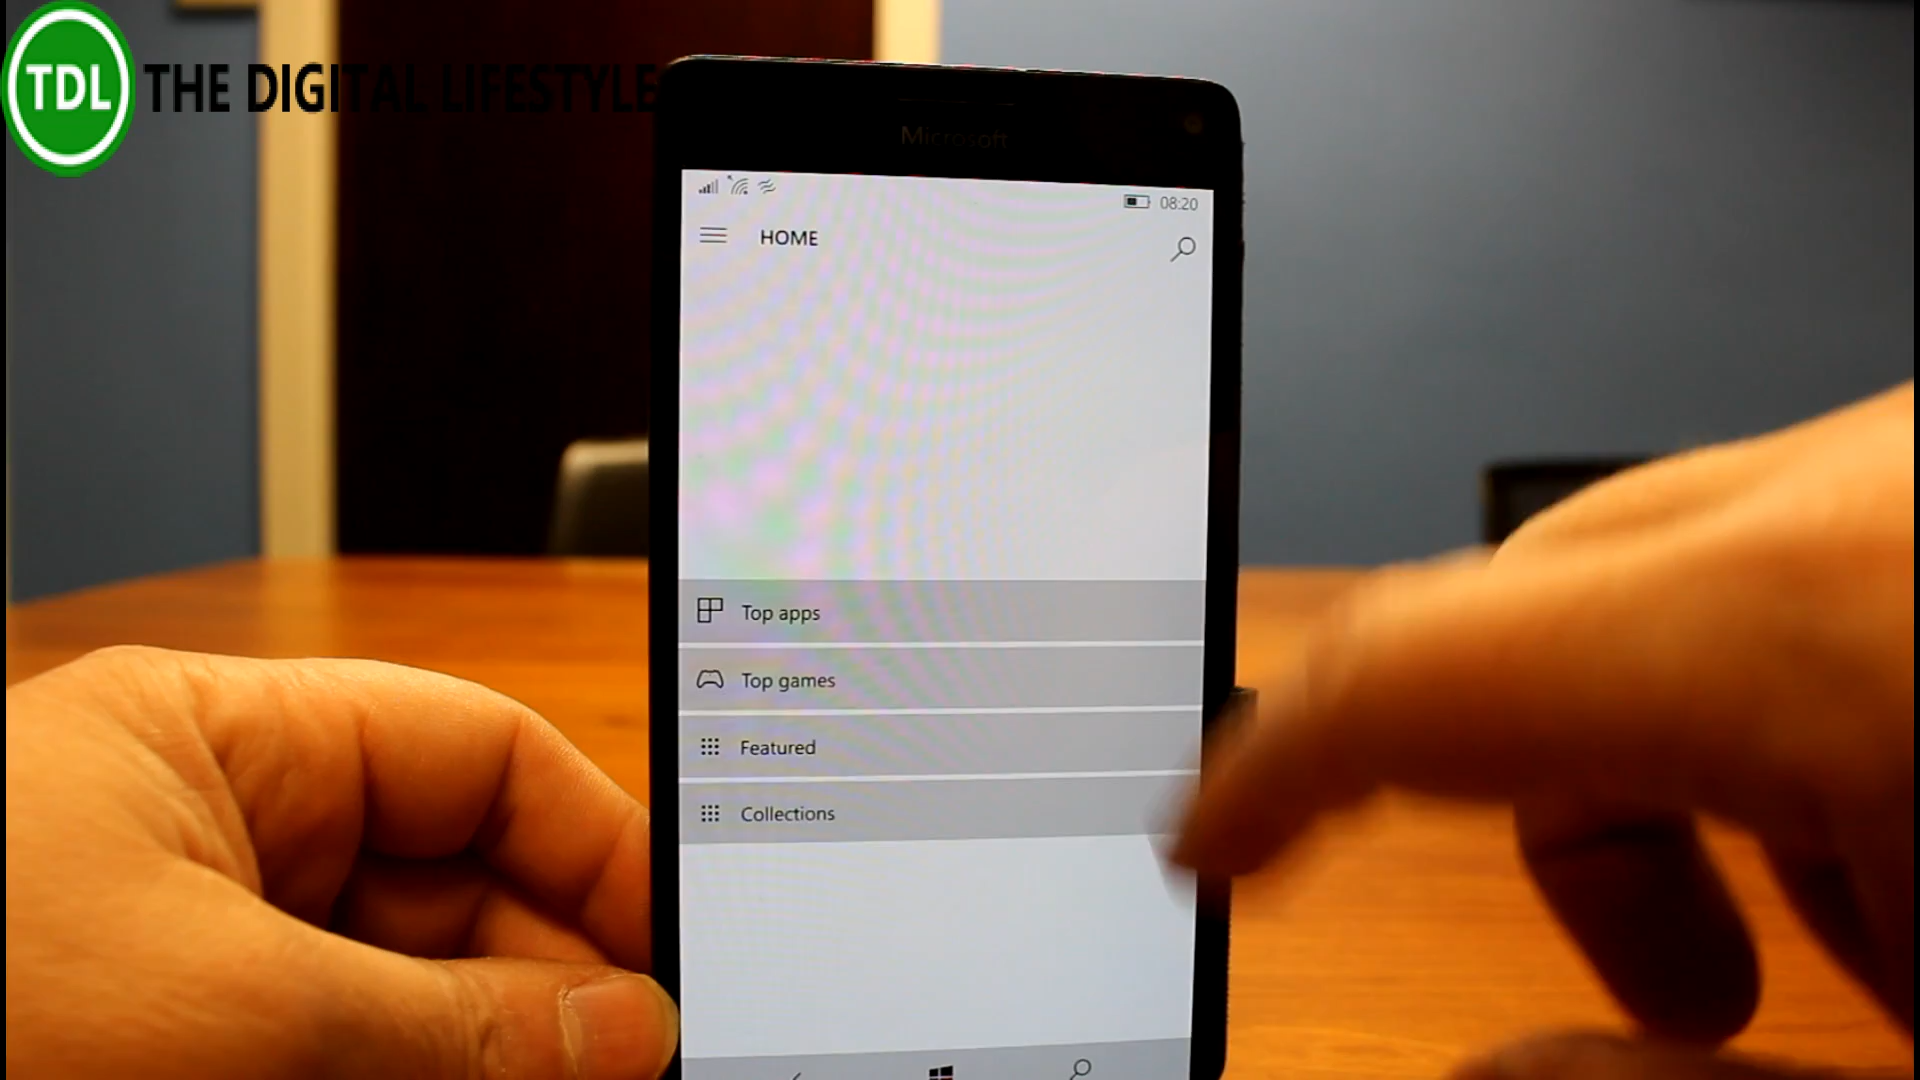 TDL THE DIGITAL LIFESTYLE
Microsoft
08:20
HOME
Top apps
Top games
Featured
Collections